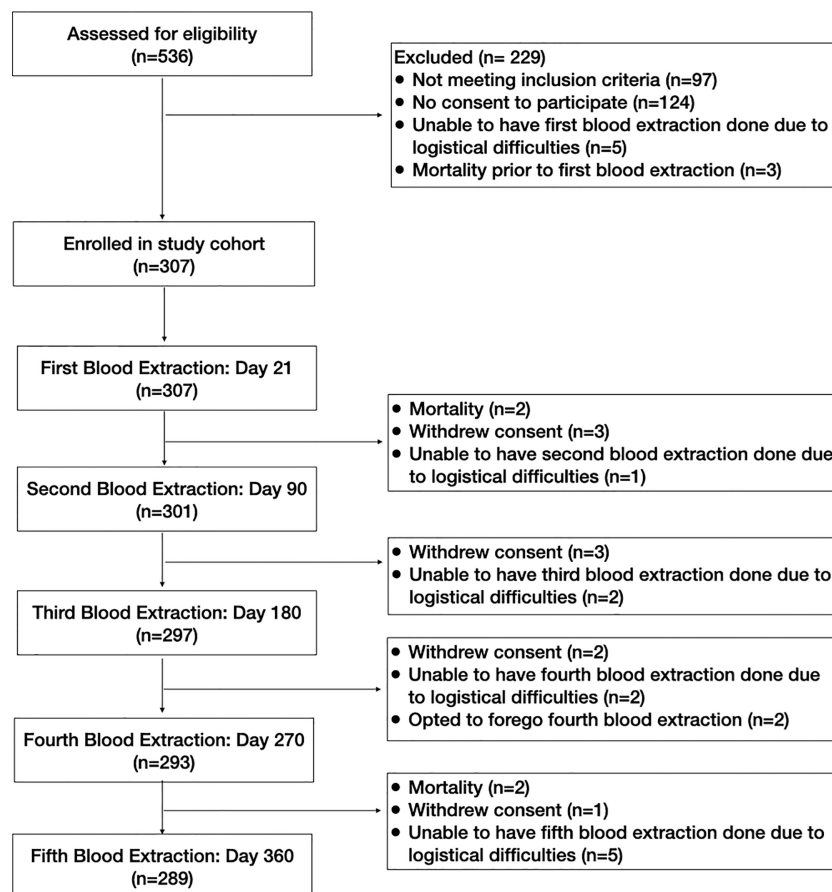 Assessed for eligibility
(n=536)
Excluded (n= 229)
● Not meeting inclusion criteria (n=97)
● No consent to participate (n=124)
● Unable to have first blood extraction done due to
logistical difficulties (n=5)
● Mortality prior to first blood extraction (n=3)
Enrolled in study cohort
(n=307)
First Blood Extraction: Day 21
(n=307)
● Mortality (n=2)
● Withdrew consent (n=3)
● Unable to have second blood extraction done due
to logistical difficulties (n=1)
Second Blood Extraction: Day 90
(n=301)
● Withdrew consent (n=3)
● Unable to have third blood extraction done due to
logistical difficulties (n=2)
Third Blood Extraction: Day 180
(n=297)
● Withdrew consent (n=2)
● Unable to have fourth blood extraction done due
to logistical difficulties (n=2)
● Opted to forego fourth blood extraction (n=2)
Fourth Blood Extraction: Day 270
(n=293)
● Mortality (n=2)
● Withdrew consent (n=1)
● Unable to have fifth blood extraction done due to
logistical difficulties (n=5)
Fifth Blood Extraction: Day 360
(n=289)